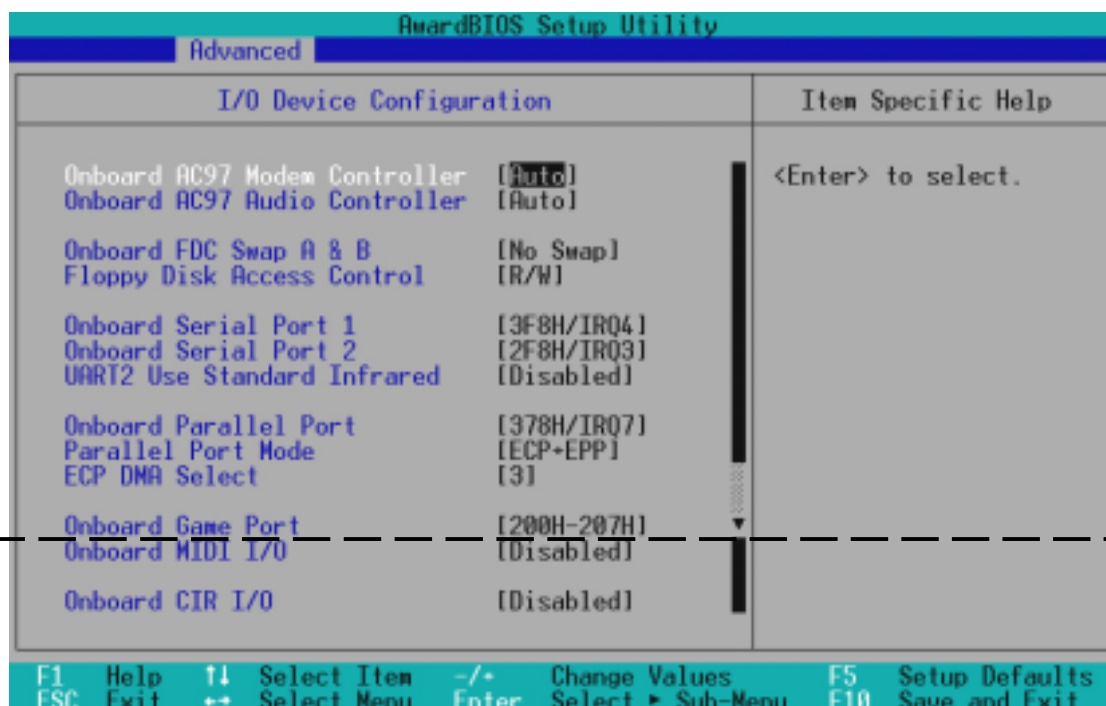 AwardBIOS Setup Utility
Advanced
I/O Device Configuration
Item Specific Help
Onboard AC97 Modem Controller [Auto]
<Enter> to select.
Onboard AC97 Audio Controller [Auto]
Onboard FDC Swap A & B [No Swap]
Floppy Disk Access Control [R/W]
Onboard Serial Port 1 [3F8H/IRQ4]
Onboard Serial Port 2 [2F8H/IRQ3]
UART2 Use Standard Infrared [Disabled]
Onboard Parallel Port [378H/IRQ7]
Parallel Port Mode [ECP+EPP]
ECP DMA Select [3]
Onboard Game Port [200H-207H]
Onboard MIDI I/O [Disabled]
Onboard CIR I/O [Disabled]
F1 Help ↑↓ Select Item -/+ Change Values F5 Setup Defaults
ESC Exit ←→ Select Menu Enter Select ► Sub-Menu F10 Save and Exit